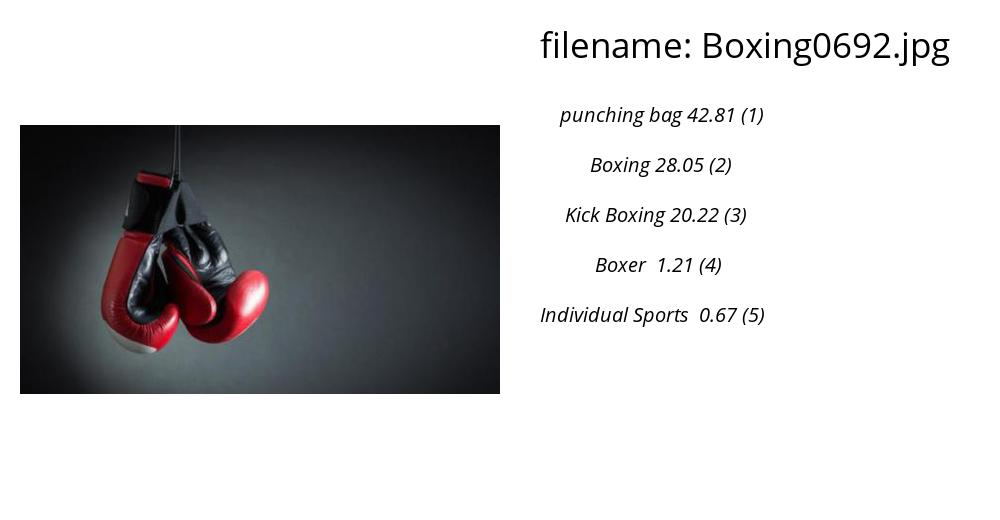 filename: Boxing0692.jpg
punching bag 42.81 (1)
Boxing 28.05 (2)
Kick Boxing 20.22 (3)
Boxer 1.21 (4)
Individual Sports 0.67 (5)